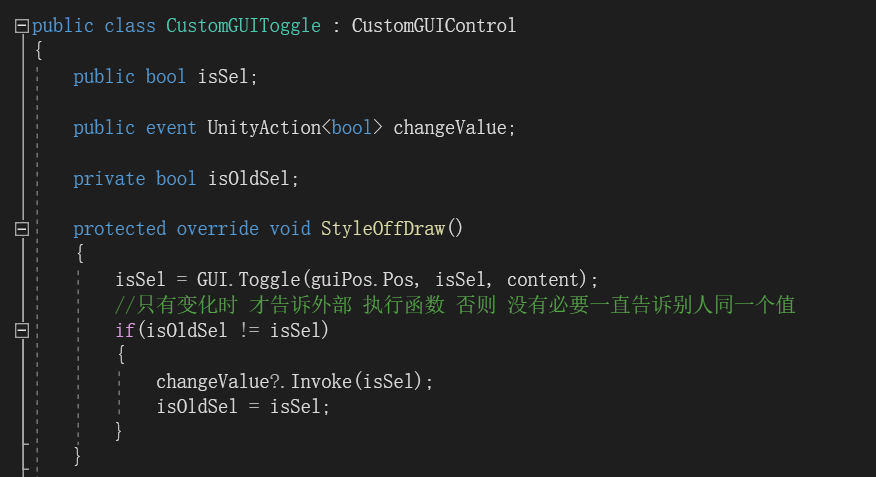 public class CustomGUIToggle : CustomGUIControl
{
public bool isSel;
public event UnityAction<bool> changeValue;
private bool isOldSel;
protected override void StyleOffDraw()
{
isSel = GUI.Toggle(guiPos.Pos, isSel, content);
//只有变化时 才告诉外部 执行函数 否则 没有必要一直告诉别人同一个值
if(isOldSel != isSel)
{
changeValue?.Invoke(isSel);
isOldSel = isSel;
}
}